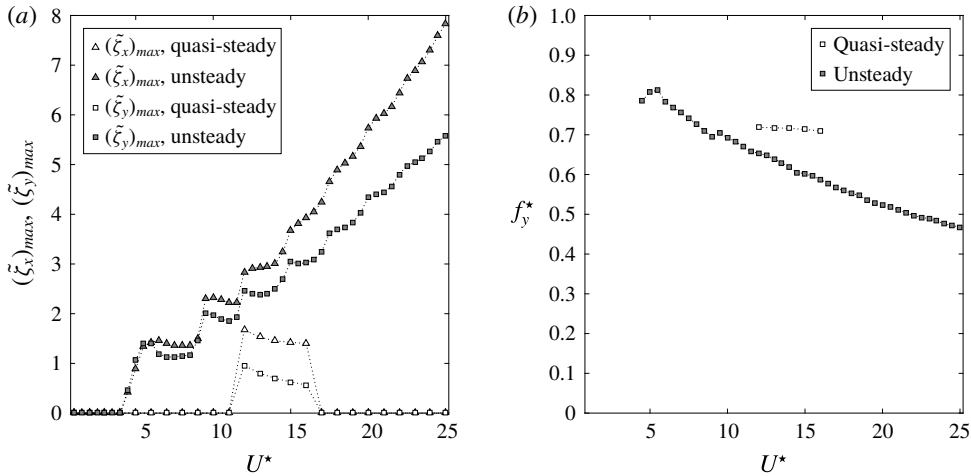 (a)
8
7
6
5
4
3
2
1
0
(ζ̃x)max, (ζ̃y)max
(ζ̃x)max, quasi-steady
(ζ̃x)max, unsteady
(ζ̃y)max, quasi-steady
(ζ̃y)max, unsteady
5 10 15 20 25
U⋆
(b)
1.0
0.9
0.8
0.7
0.6
0.5
0.4
0.3
0.2
0.1
0
fy⋆
Quasi-steady
Unsteady
5 10 15 20 25
U⋆